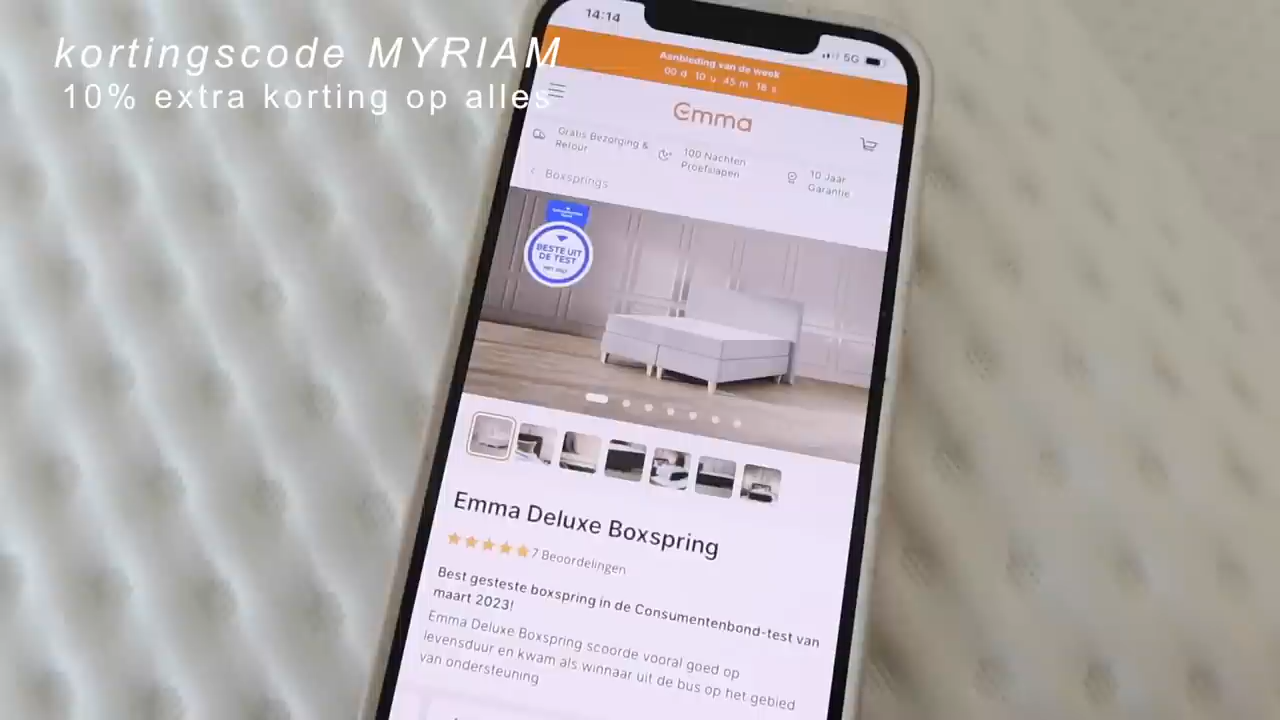 kortingscode MYRIAM
10% extra korting op alles
14:14
5G
Aanbieding van de week
00 d 10 u 45 m 18 s
Emma
Gratis Bezorging &
Retour
100 Nachten
Proefslapen
10 Jaar
Garantie
Boxsprings
BESTE UIT
DE TEST
Emma Deluxe Boxspring
7 Beoordelingen
Best gesteste boxspring in de Consumentenbond-test van
maart 2023!
Emma Deluxe Boxspring scoorde vooral goed op
levensduur en kwam als winnaar uit de bus op het gebied
van ondersteuning